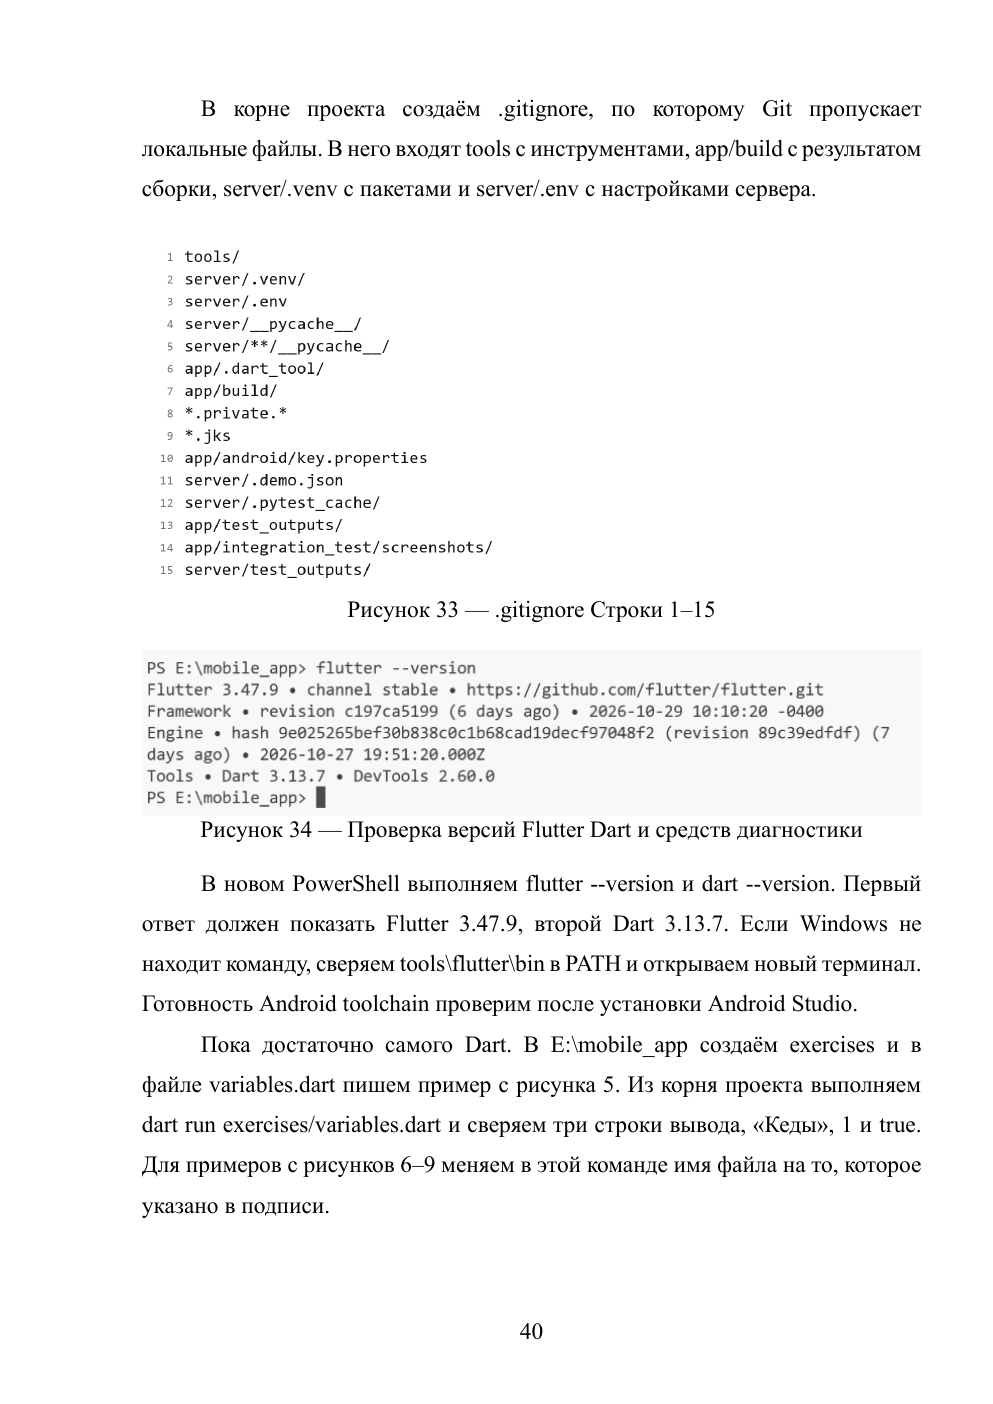 В корне проекта создаём .gitignore, по которому Git пропускает
локальные файлы. В него входят tools с инструментами, app/build с результатом
сборки, server/.venv с пакетами и server/.env с настройками сервера.
1 tools/
2 server/.venv/
3 server/.env
4 server/__pycache__/
5 server/**/__pycache__/
6 app/.dart_tool/
7 app/build/
8 *.private.*
9 *.jks
10 app/android/key.properties
11 server/.demo.json
12 server/.pytest_cache/
13 app/test_outputs/
14 app/integration_test/screenshots/
15 server/test_outputs/
Рисунок 33 — .gitignore Строки 1–15
PS E:\mobile_app> flutter --version
Flutter 3.47.9 • channel stable • https://github.com/flutter/flutter.git
Framework • revision c197ca5199 (6 days ago) • 2026-10-29 10:10:20 -0400
Engine • hash 9e025265bef30b838c0c1b68cad19decf97048f2 (revision 89c39edfdf) (7
days ago) • 2026-10-27 19:51:20.000Z
Tools • Dart 3.13.7 • DevTools 2.60.0
PS E:\mobile_app>
Рисунок 34 — Проверка версий Flutter Dart и средств диагностики
В новом PowerShell выполняем flutter --version и dart --version. Первый
ответ должен показать Flutter 3.47.9, второй Dart 3.13.7. Если Windows не
находит команду, сверяем tools\flutter\bin в PATH и открываем новый терминал.
Готовность Android toolchain проверим после установки Android Studio.
Пока достаточно самого Dart. В E:\mobile_app создаём exercises и в
файле variables.dart пишем пример с рисунка 5. Из корня проекта выполняем
dart run exercises/variables.dart и сверяем три строки вывода, «Кеды», 1 и true.
Для примеров с рисунков 6–9 меняем в этой команде имя файла на то, которое
указано в подписи.
40